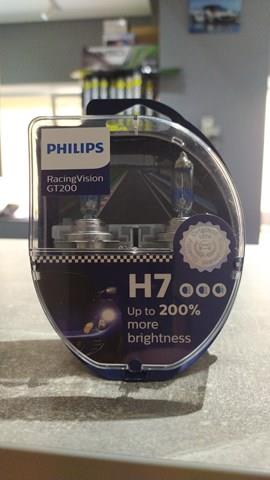 PHILIPS
RacingVision
GT200
H7
Up to 200%
more
brightness